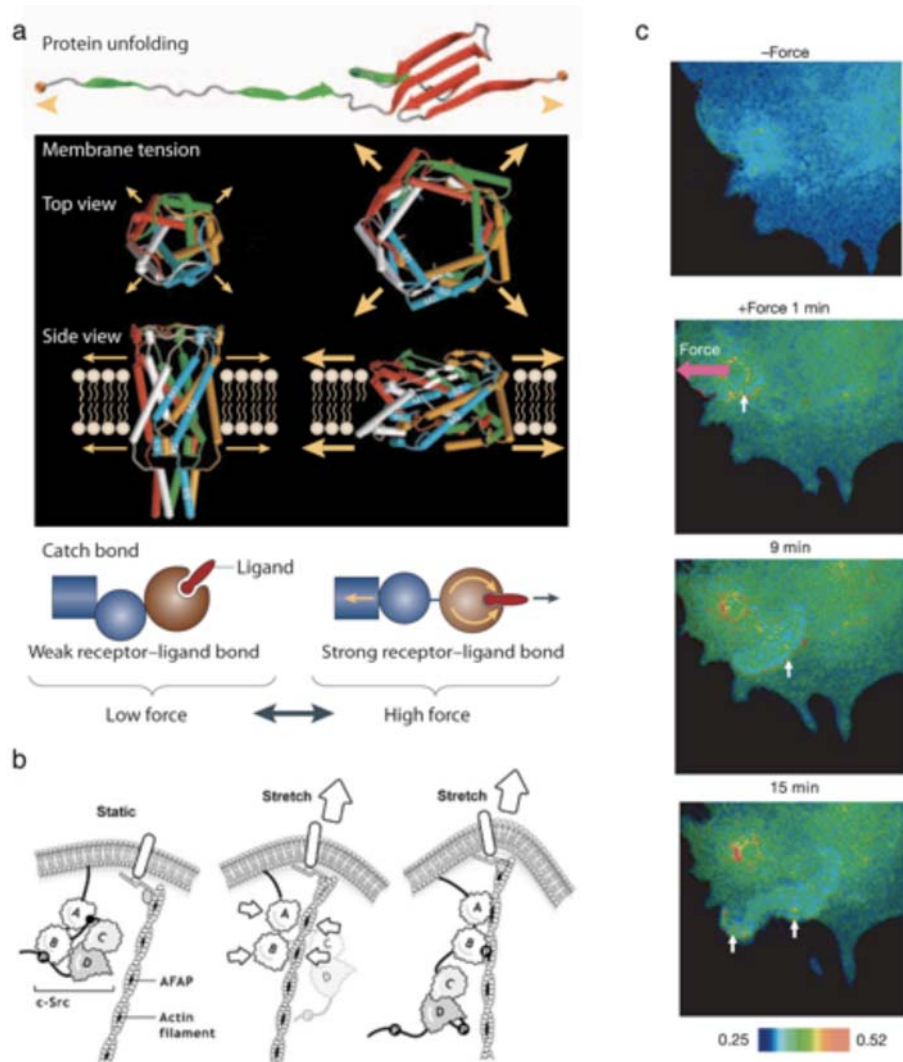 a
Protein unfolding
Membrane tension
Top view
Side view
Catch bond
Ligand
Weak receptor–ligand bond
Strong receptor–ligand bond
Low force
High force
b
Static
Stretch
Stretch
A
B
C
D
c-Src
AFAP
Actin
filament
A
B
C
D
A
B
C
D
c
–Force
+Force 1 min
Force
9 min
15 min
0.25
0.52